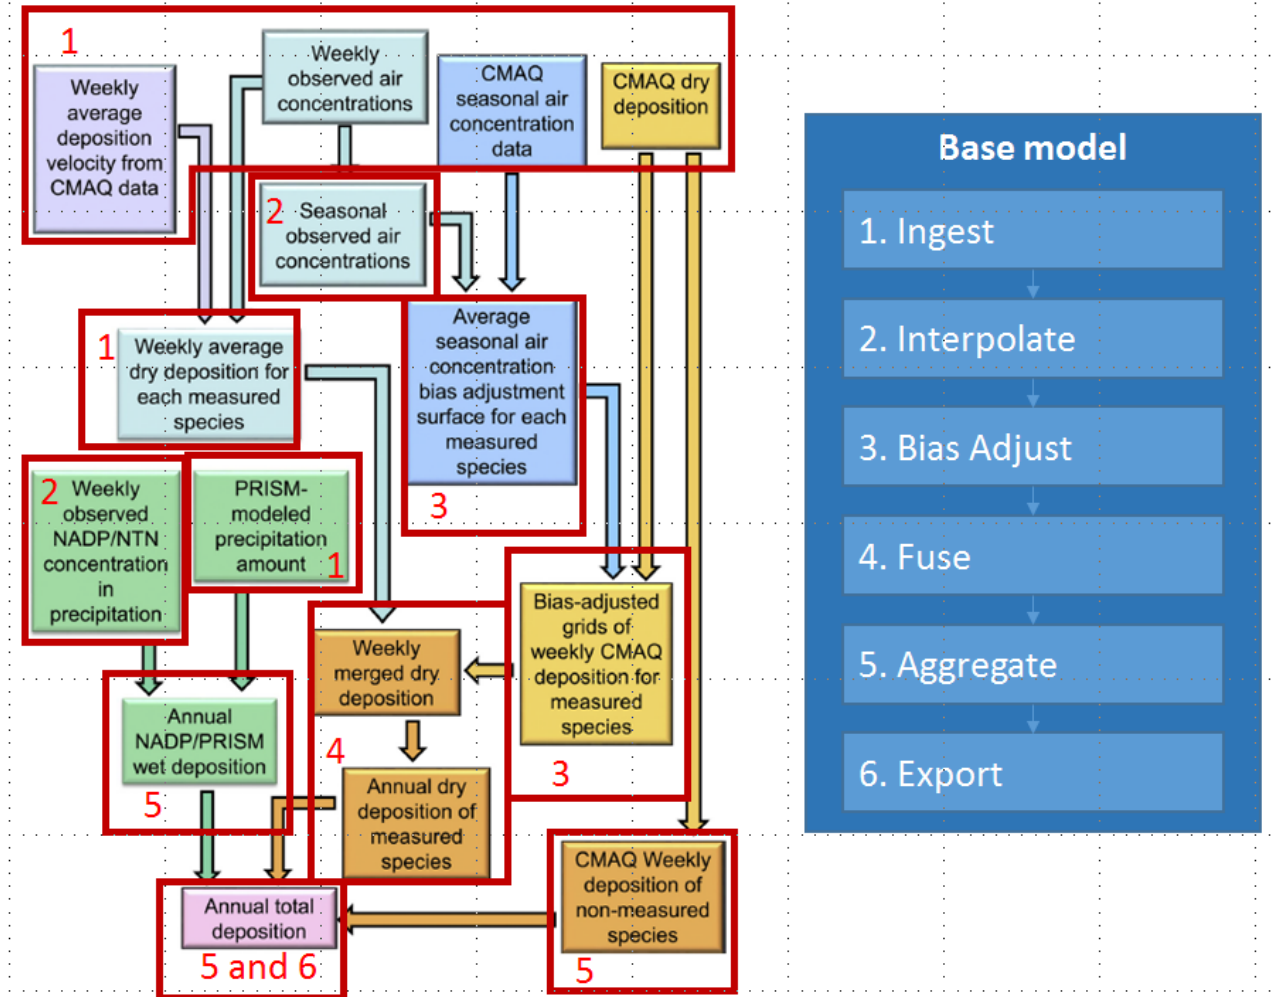 1
Weekly
average
deposition
velocity from
CMAQ data
Weekly
observed air
concentrations
CMAQ
seasonal air
concentration
data
CMAQ dry
deposition
2
Seasonal
observed air
concentrations
1
Weekly average
dry deposition for
each measured
species
Average
seasonal air
concentration
bias adjustment
surface for each
measured
species
3
2
Weekly
observed
NADP/NTN
concentration
in
precipitation
PRISM-
modeled
precipitation
amount
1
Bias-adjusted
grids of
weekly CMAQ
deposition for
measured
species
3
Weekly
merged dry
deposition
4
Annual dry
deposition of
measured
species
Annual
NADP/PRISM
wet deposition
5
CMAQ Weekly
deposition of
non-measured
species
5
Annual total
deposition
5 and 6
Base model
1. Ingest
2. Interpolate
3. Bias Adjust
4. Fuse
5. Aggregate
6. Export